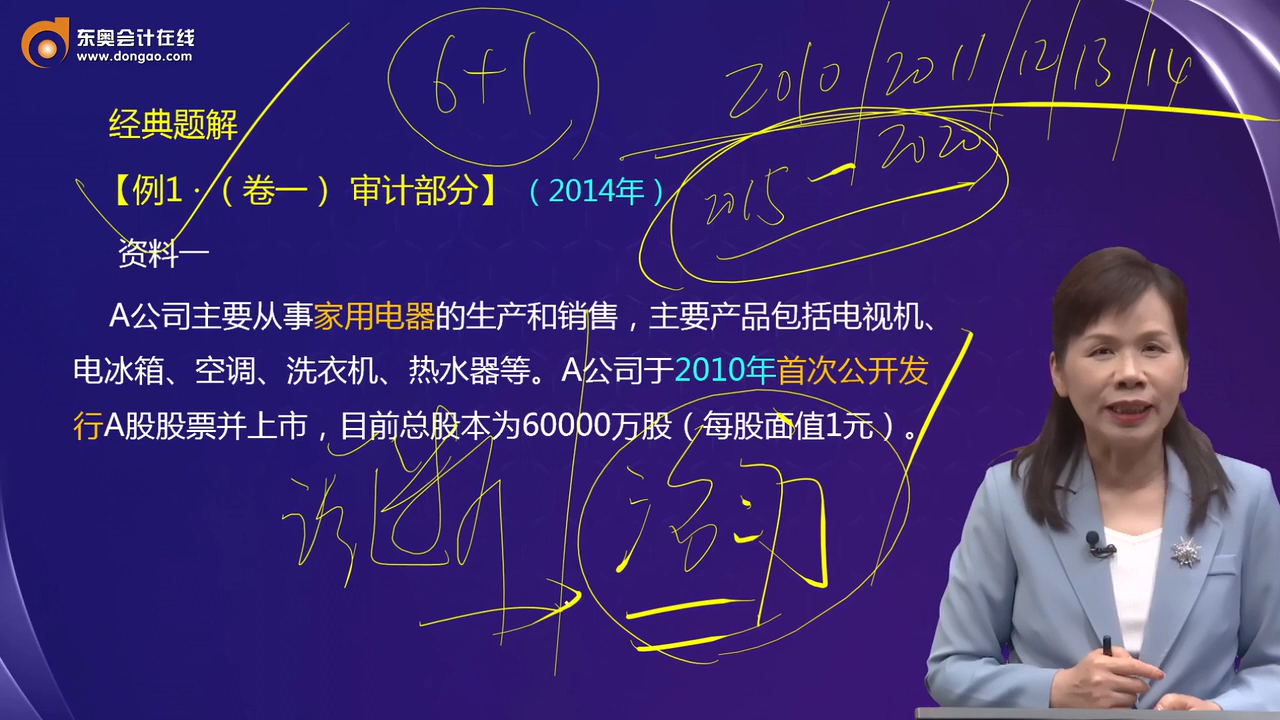 东奥会计在线
www.dongao.com
6+1
2010/2011/12/13/14
2015-2020
经典题解
【例1·（卷一） 审计部分】（2014年）
资料一
A公司主要从事家用电器的生产和销售，主要产品包括电视机、
电冰箱、空调、洗衣机、热水器等。A公司于2010年首次公开发
行A股股票并上市，目前总股本为60000万股（每股面值1元）。
诊断
治疗